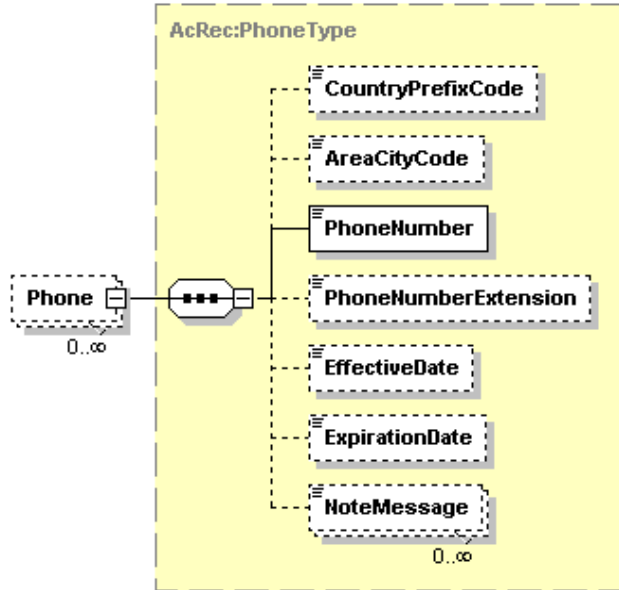 AcRec:PhoneType
CountryPrefixCode
AreaCityCode
PhoneNumber
Phone
0..∞
PhoneNumberExtension
EffectiveDate
ExpirationDate
NoteMessage
0..∞